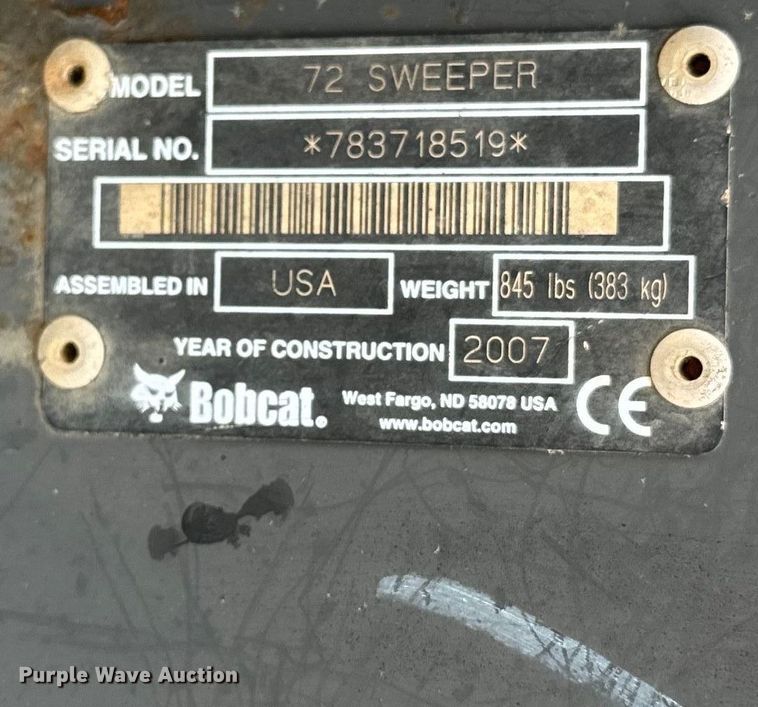 MODEL 72 SWEEPER
SERIAL NO. *783718519*
ASSEMBLED IN USA WEIGHT 845 lbs (383 kg)
YEAR OF CONSTRUCTION 2007
Bobcat. West Fargo, ND 58078 USA
www.bobcat.com
CE
Purple Wave Auction